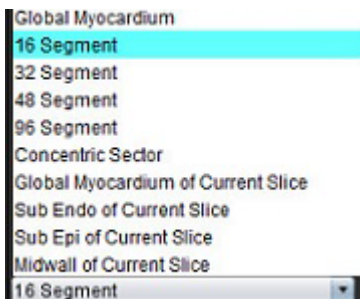 Global Myocardium
16 Segment
32 Segment
48 Segment
96 Segment
Concentric Sector
Global Myocardium of Current Slice
Sub Endo of Current Slice
Sub Epi of Current Slice
Midwall of Current Slice
16 Segment